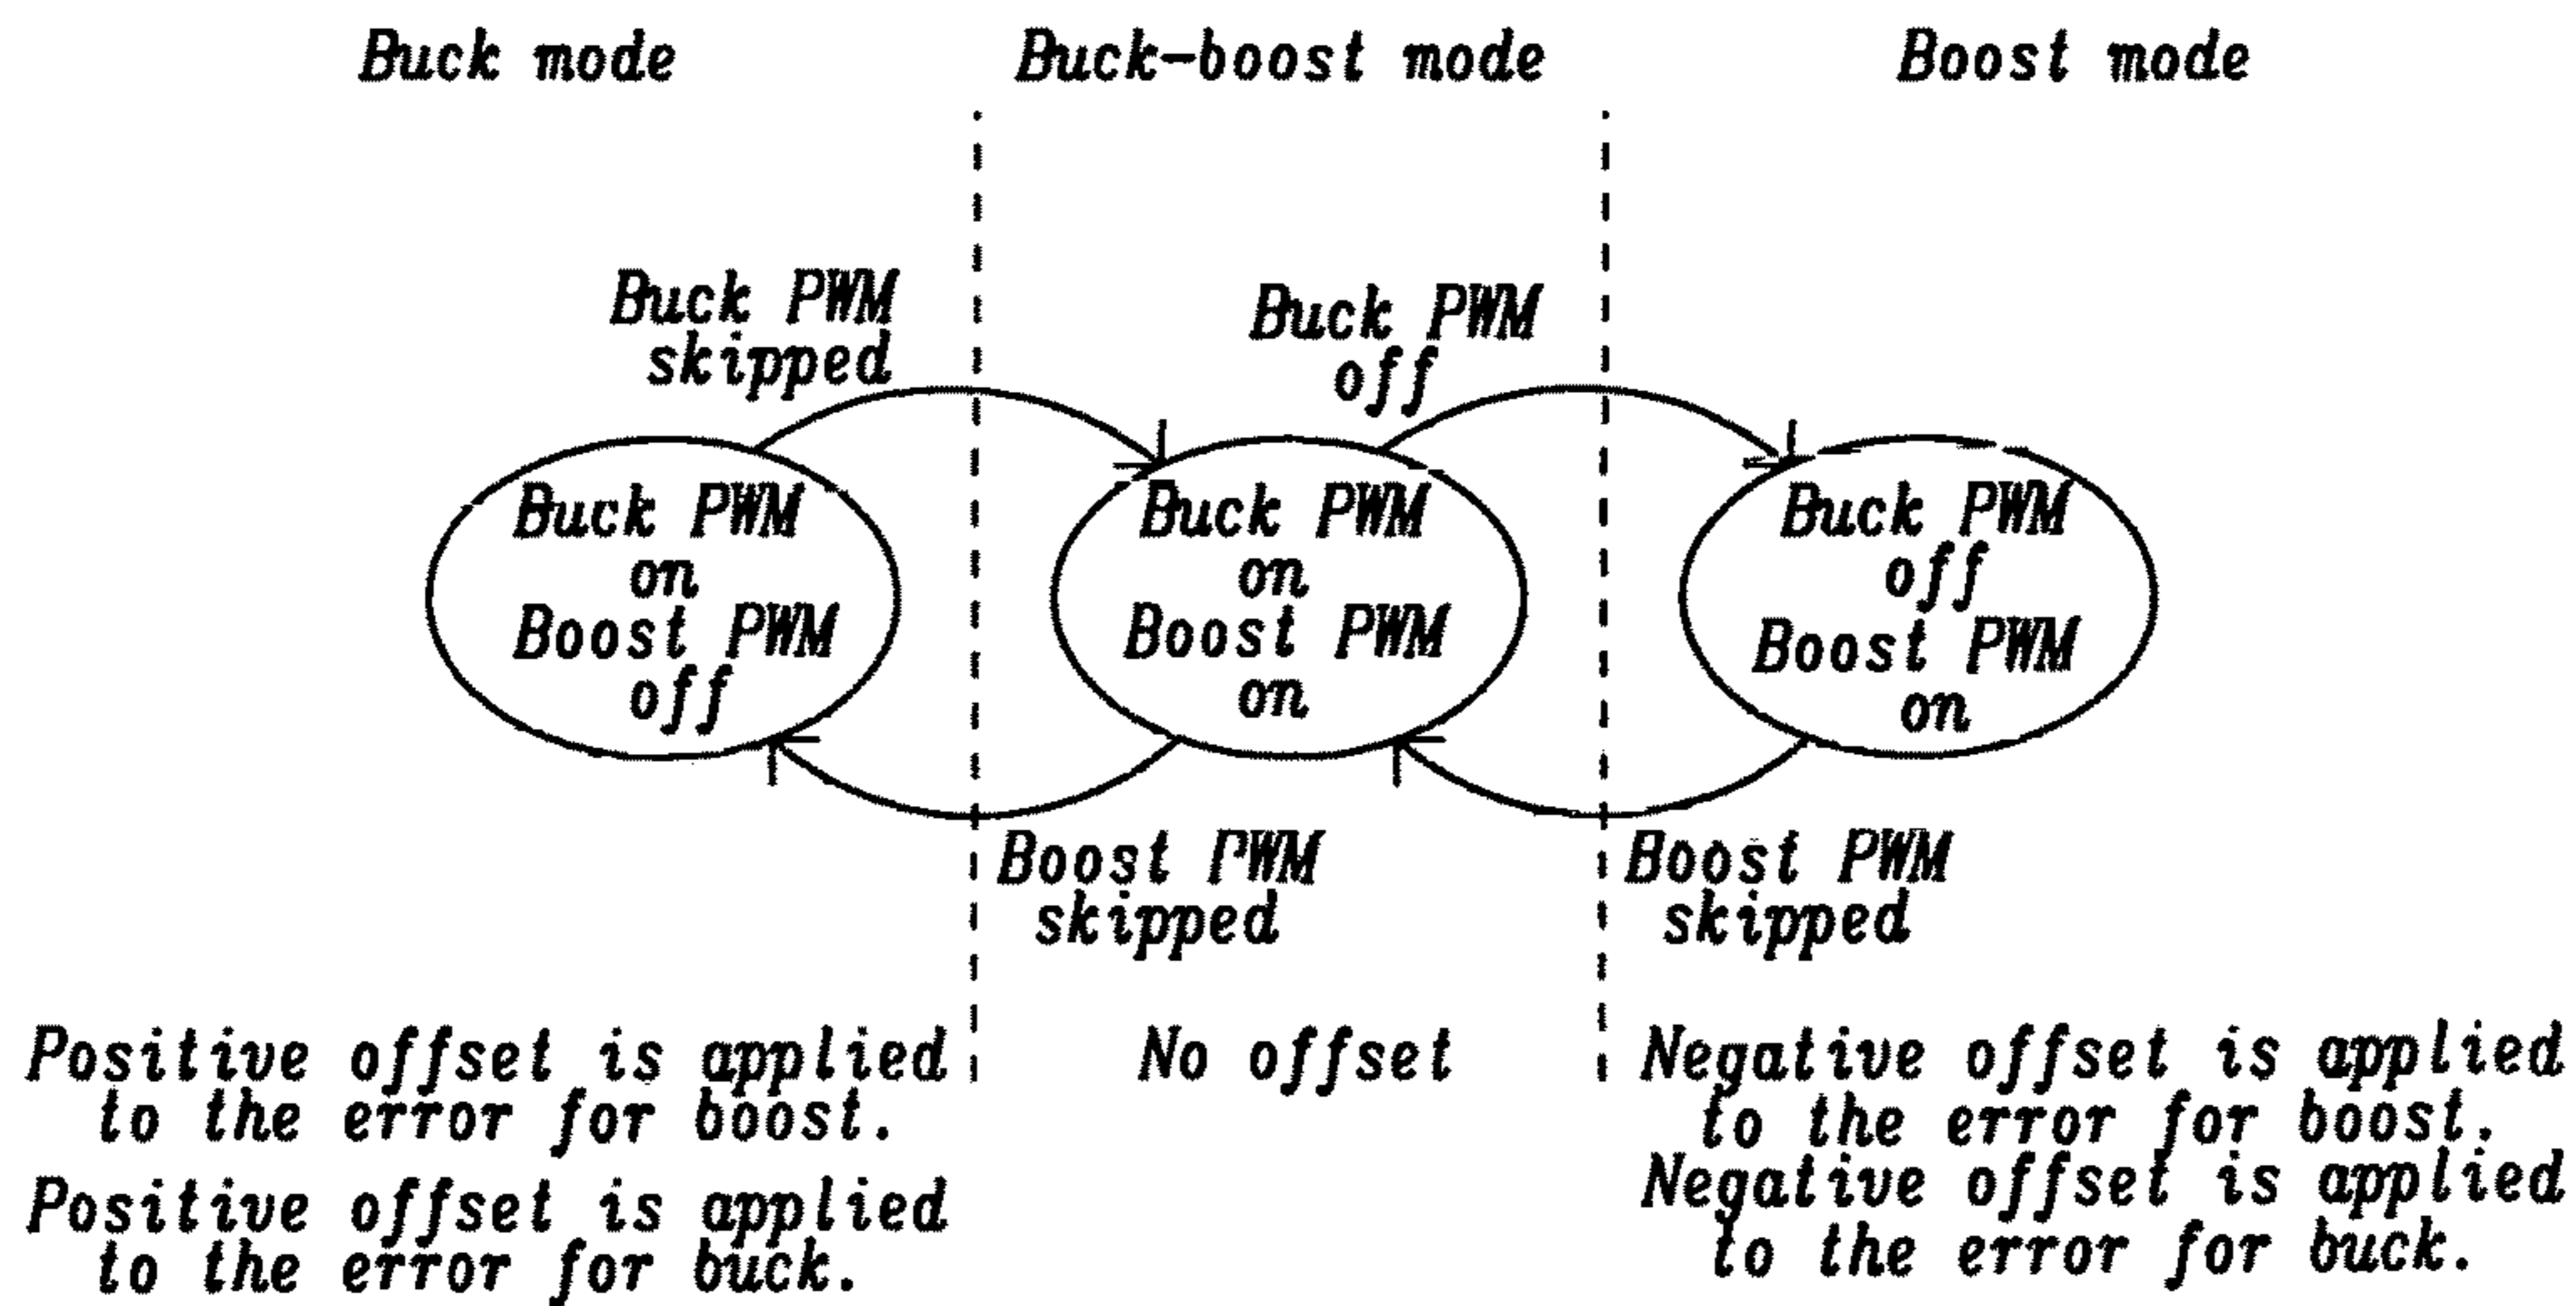 Buck mode
Buck-boost mode
Boost mode
Buck PWM
skipped
Buck PWM
off
Buck PWM
on
Boost PWM
off
Buck PWM
on
Boost PWM
on
Buck PWM
off
Boost PWM
on
Boost PWM
skipped
Boost PWM
skipped
Positive offset is applied
to the error for boost.
Positive offset is applied
to the error for buck.
No offset
Negative offset is applied
to the error for boost.
Negative offset is applied
to the error for buck.